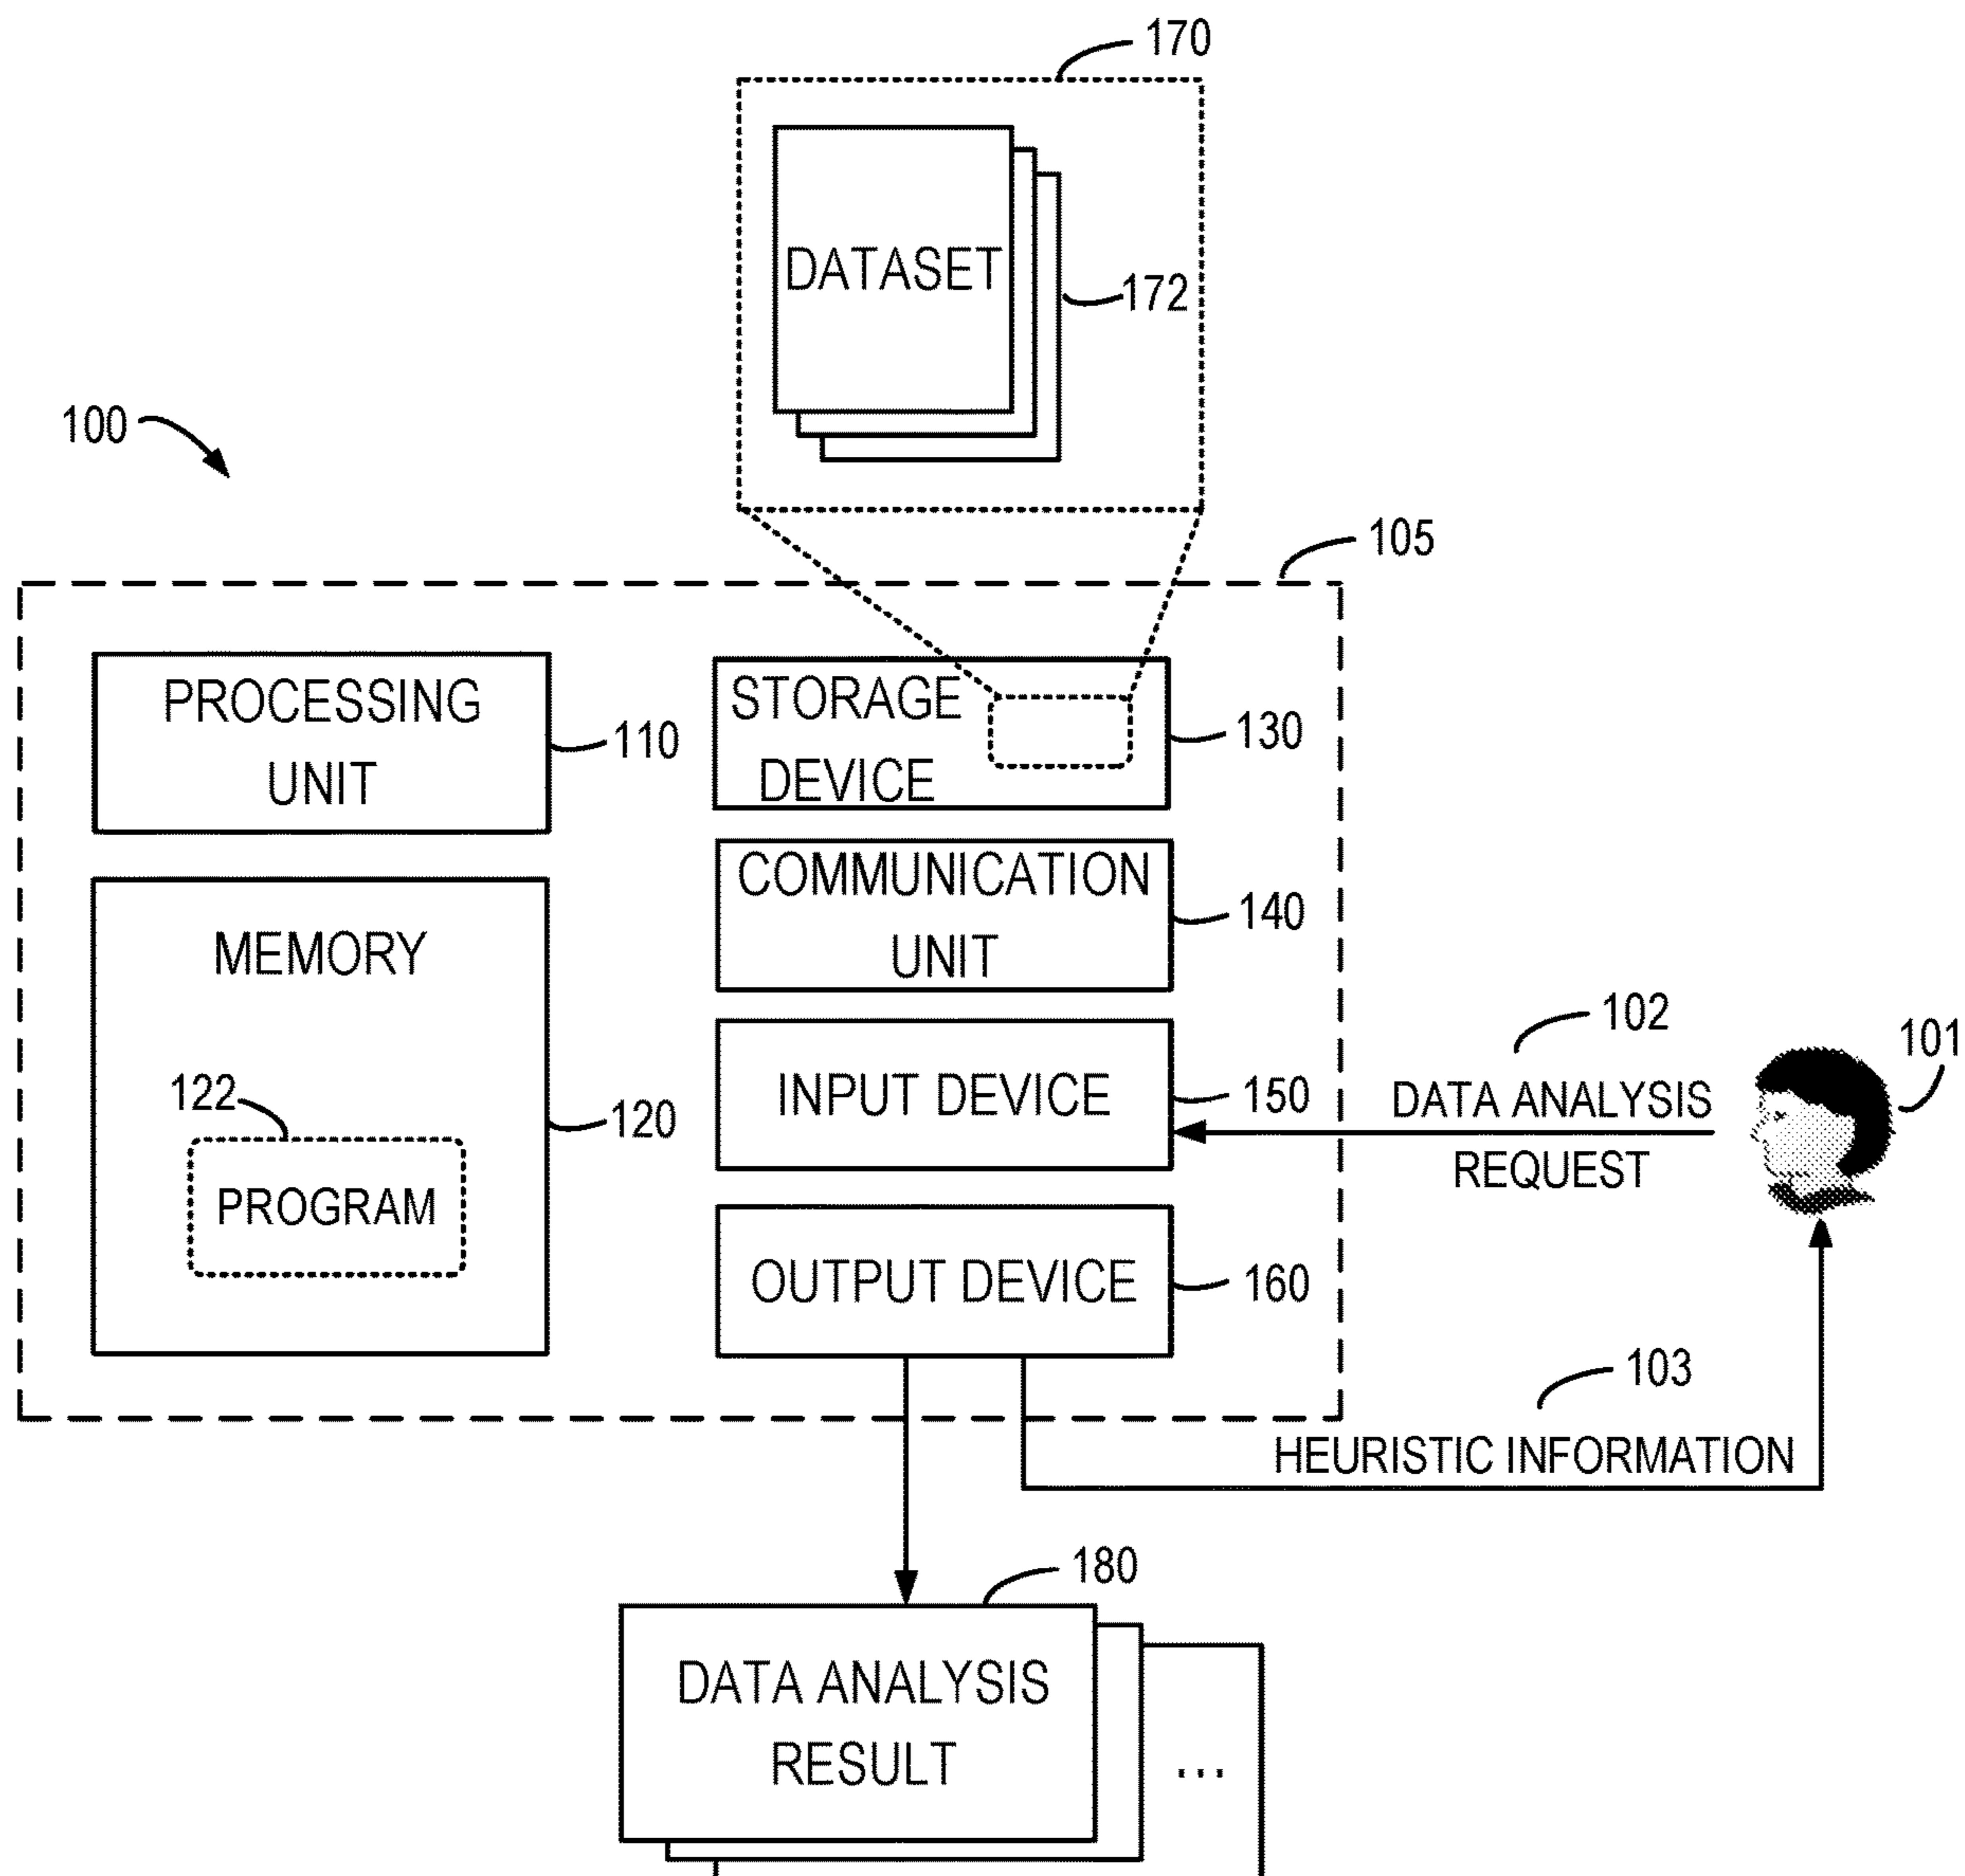 170
DATASET
172
100
105
PROCESSING
UNIT
110
STORAGE
DEVICE
130
COMMUNICATION
UNIT
140
MEMORY
122
PROGRAM
120
INPUT DEVICE
150
102
DATA ANALYSIS
REQUEST
101
OUTPUT DEVICE
160
103
HEURISTIC INFORMATION
180
DATA ANALYSIS
RESULT
...